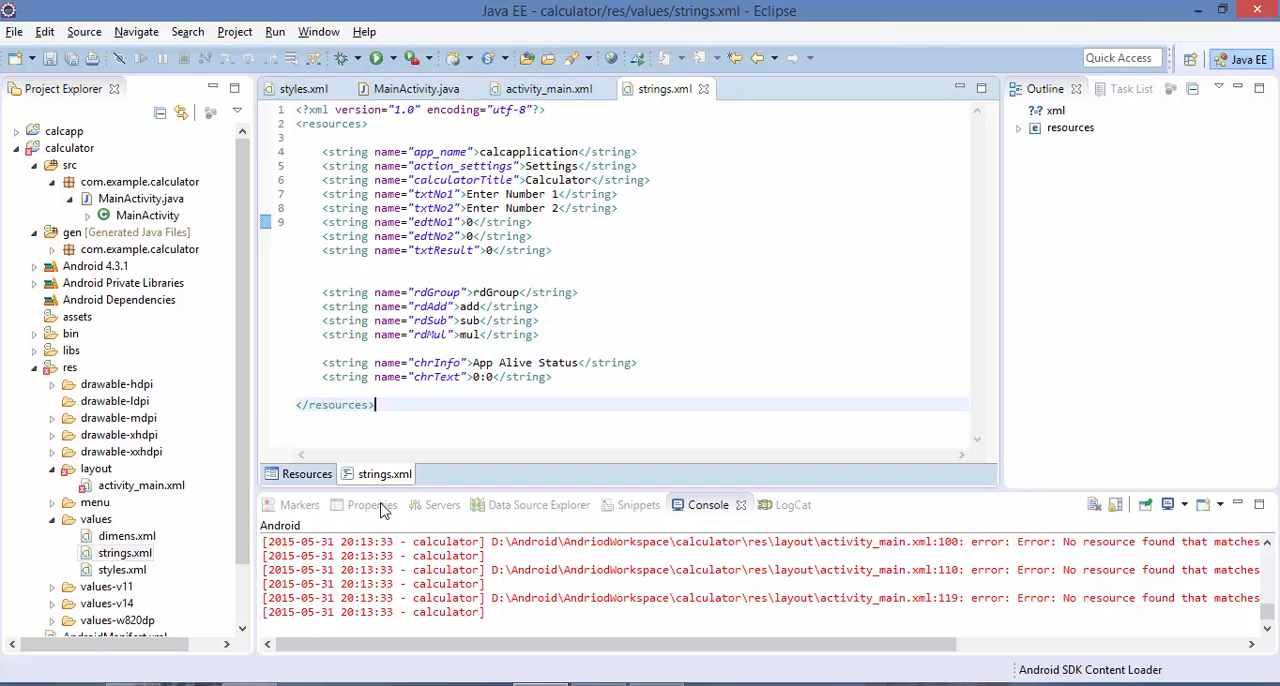 Java EE - calculator/res/values/strings.xml - Eclipse
File Edit Source Navigate Search Project Run Window Help
Quick Access
Java EE
Project Explorer
calcapp
calculator
src
com.example.calculator
MainActivity.java
MainActivity
gen [Generated Java Files]
com.example.calculator
Android 4.3.1
Android Private Libraries
Android Dependencies
assets
bin
libs
res
drawable-hdpi
drawable-ldpi
drawable-mdpi
drawable-xhdpi
drawable-xxhdpi
layout
activity_main.xml
menu
values
dimens.xml
strings.xml
styles.xml
values-v11
values-v14
values-w820dp
AndroidManifest.xml
styles.xml MainActivity.java activity_main.xml strings.xml
1 <?xml version="1.0" encoding="utf-8"?>
2 <resources>
3
4 <string name="app_name">calcapplication</string>
5 <string name="action_settings">Settings</string>
6 <string name="calculatorTitle">Calculator</string>
7 <string name="txtNo1">Enter Number 1</string>
8 <string name="txtNo2">Enter Number 2</string>
9 <string name="edtNo1">0</string>
<string name="edtNo2">0</string>
<string name="txtResult">0</string>
<string name="rdGroup">rdGroup</string>
<string name="rdAdd">add</string>
<string name="rdSub">sub</string>
<string name="rdMul">mul</string>
<string name="chrInfo">App Alive Status</string>
<string name="chrText">0:0</string>
</resources>
Resources strings.xml
Outline Task List
xml
resources
Markers Properties Servers Data Source Explorer Snippets Console LogCat
Android
[2015-05-31 20:13:33 - calculator] D:\Android\AndriodWorkspace\calculator\res\layout\activity_main.xml:100: error: Error: No resource found that matches
[2015-05-31 20:13:33 - calculator]
[2015-05-31 20:13:33 - calculator] D:\Android\AndriodWorkspace\calculator\res\layout\activity_main.xml:110: error: Error: No resource found that matches
[2015-05-31 20:13:33 - calculator]
[2015-05-31 20:13:33 - calculator] D:\Android\AndriodWorkspace\calculator\res\layout\activity_main.xml:119: error: Error: No resource found that matches
[2015-05-31 20:13:33 - calculator]
Android SDK Content Loader